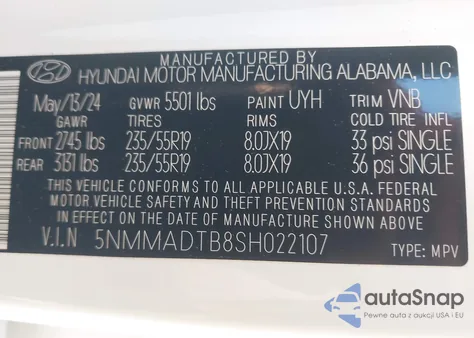 MANUFACTURED BY
HYUNDAI MOTOR MANUFACTURING ALABAMA, LLC
May/13/24 GVWR 5501 lbs PAINT UYH TRIM VNB
GAWR TIRES RIMS COLD TIRE INFL
FRONT 2745 lbs 235/55R19 8.0JX19 33 psi SINGLE
REAR 3131 lbs 235/55R19 8.0JX19 36 psi SINGLE
THIS VEHICLE CONFORMS TO ALL APPLICABLE U.S.A. FEDERAL
MOTOR VEHICLE SAFETY AND THEFT PREVENTION STANDARDS
IN EFFECT ON THE DATE OF MANUFACTURE SHOWN ABOVE
V.I.N 5NMMADTB8SH022107
TYPE: MPV
autoSnap
Pewne auta z USA i EU